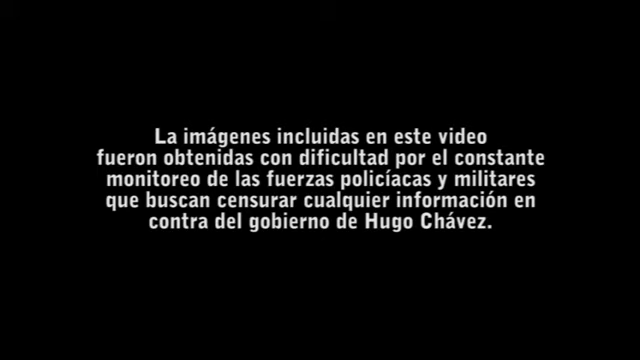 La imágenes incluidas en este video
fueron obtenidas con dificultad por el constante
monitoreo de las fuerzas policíacas y militares
que buscan censurar cualquier información en
contra del gobierno de Hugo Chávez.